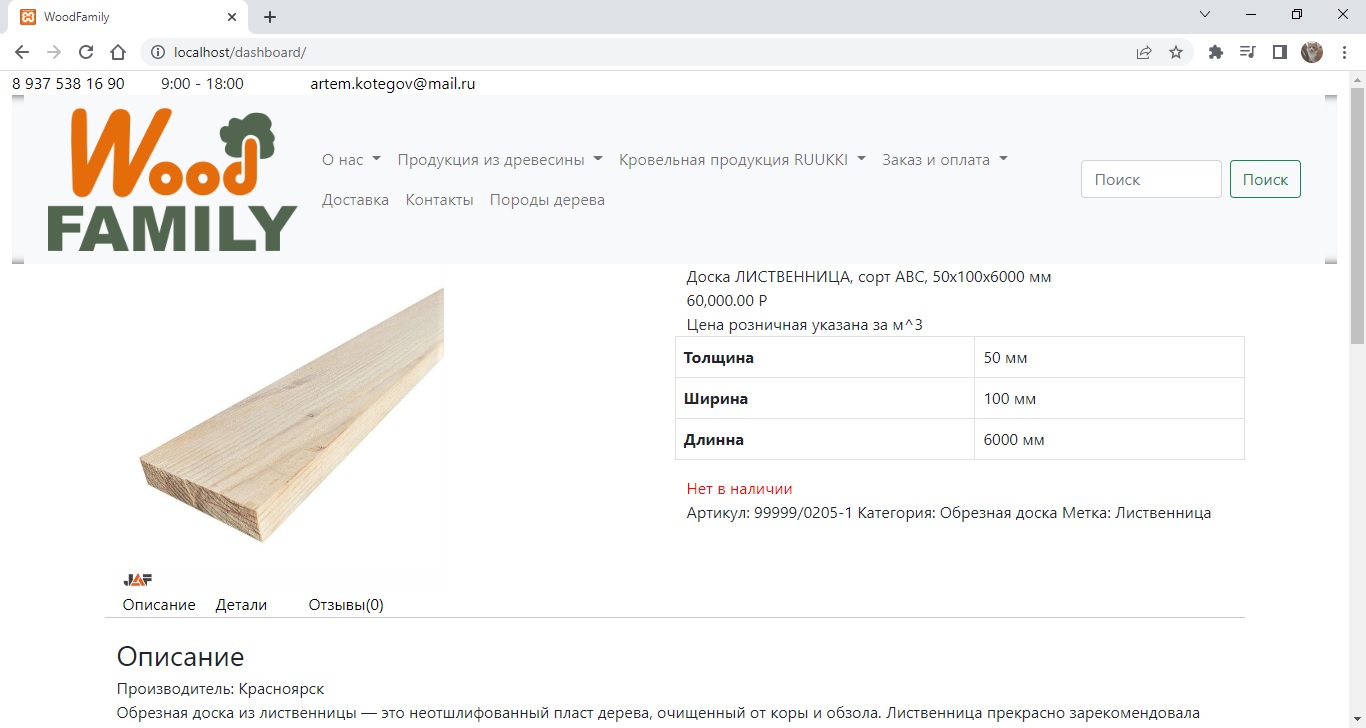 WoodFamily
localhost/dashboard/
8 937 538 16 90 9:00 - 18:00 artem.kotegov@mail.ru
Wood
FAMILY
О нас Продукция из древесины Кровельная продукция RUUKKI Заказ и оплата
Доставка Контакты Породы дерева
Поиск Поиск
Доска ЛИСТВЕННИЦА, сорт АВС, 50х100х6000 мм
60,000.00 Р
Цена розничная указана за м^3
Толщина 50 мм
Ширина 100 мм
Длинна 6000 мм
Нет в наличии
Артикул: 99999/0205-1 Категория: Обрезная доска Метка: Лиственница
JAF
Описание Детали Отзывы(0)
Описание
Производитель: Красноярск
Обрезная доска из лиственницы — это неотшлифованный пласт дерева, очищенный от коры и обзола. Лиственница прекрасно зарекомендовала